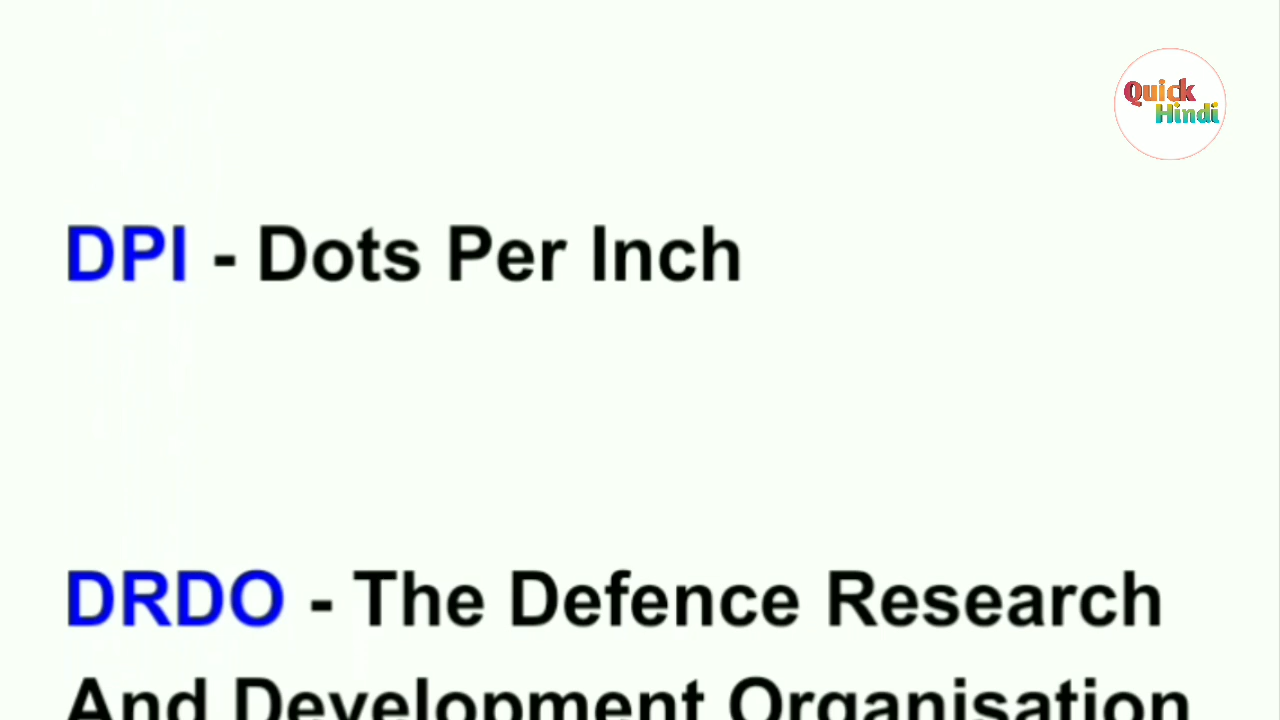 Quick
Hindi
DPI - Dots Per Inch
DRDO - The Defence Research
And Development Organisation